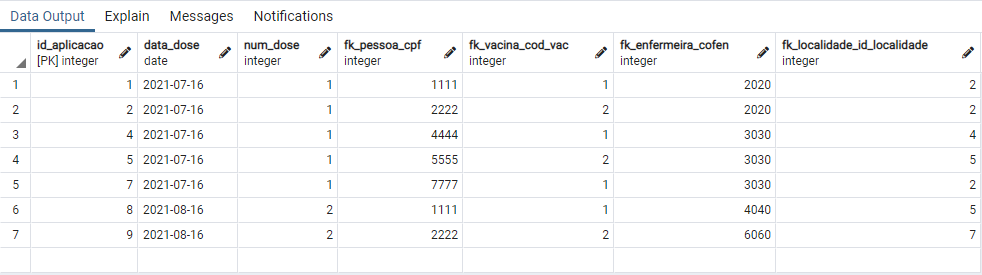 Data Output Explain Messages Notifications
id_aplicacao data_dose num_dose fk_pessoa_cpf fk_vacina_cod_vac fk_enfermeira_cofen fk_localidade_id_localidade
[PK] integer date integer integer integer integer integer
1 1 2021-07-16 1 1111 1 2020 2
2 2 2021-07-16 1 2222 2 2020 2
3 4 2021-07-16 1 4444 1 3030 4
4 5 2021-07-16 1 5555 2 3030 5
5 7 2021-07-16 1 7777 1 3030 2
6 8 2021-08-16 2 1111 1 4040 5
7 9 2021-08-16 2 2222 2 6060 7